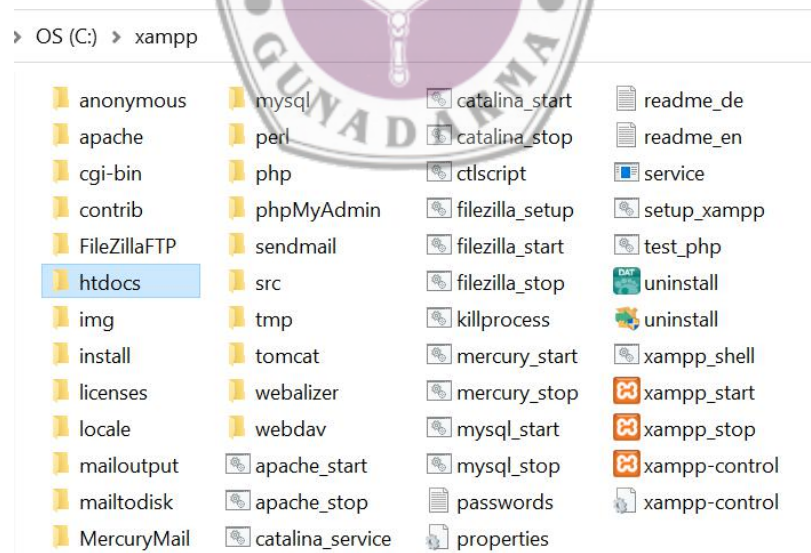 OS (C:) > xampp
GUNADARMA
anonymous
apache
cgi-bin
contrib
FileZillaFTP
htdocs
img
install
licenses
locale
mailoutput
mailtodisk
MercuryMail
mysql
perl
php
phpMyAdmin
sendmail
src
tmp
tomcat
webalizer
webdav
apache_start
apache_stop
catalina_service
catalina_start
catalina_stop
ctlscript
filezilla_setup
filezilla_start
filezilla_stop
killprocess
mercury_start
mercury_stop
mysql_start
mysql_stop
passwords
properties
readme_de
readme_en
service
setup_xampp
test_php
DAT
uninstall
uninstall
xampp_shell
xampp_start
xampp_stop
xampp-control
xampp-control